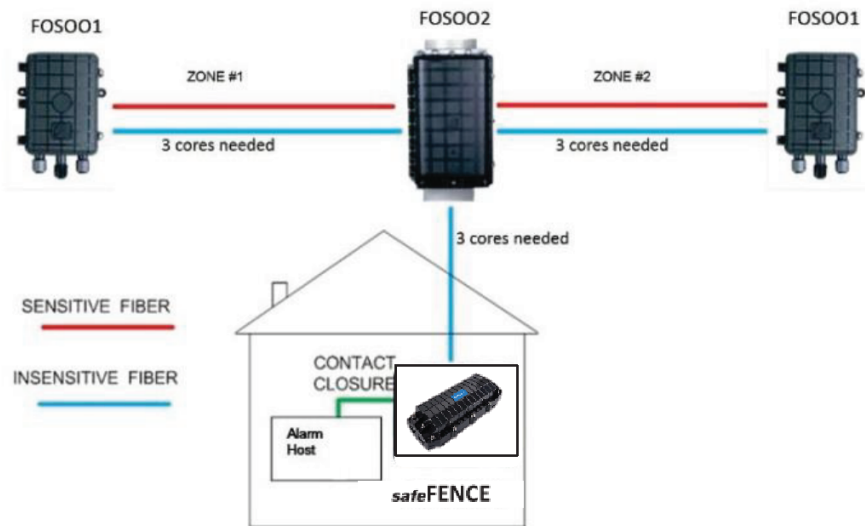 FOSOO1
FOSOO2
FOSOO1
ZONE #1
ZONE #2
3 cores needed
3 cores needed
3 cores needed
SENSITIVE FIBER
INSENSITIVE FIBER
CONTACT
CLOSURE
Alarm
Host
safeFENCE